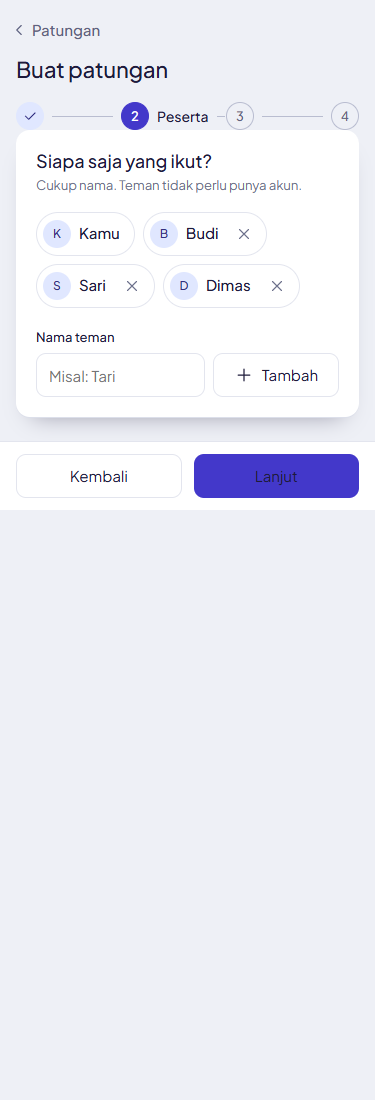 Patungan
Buat patungan
2 Peserta 3 4
Siapa saja yang ikut?
Cukup nama. Teman tidak perlu punya akun.
K Kamu B Budi
S Sari D Dimas
Nama teman
Misal: Tari Tambah
Kembali Lanjut